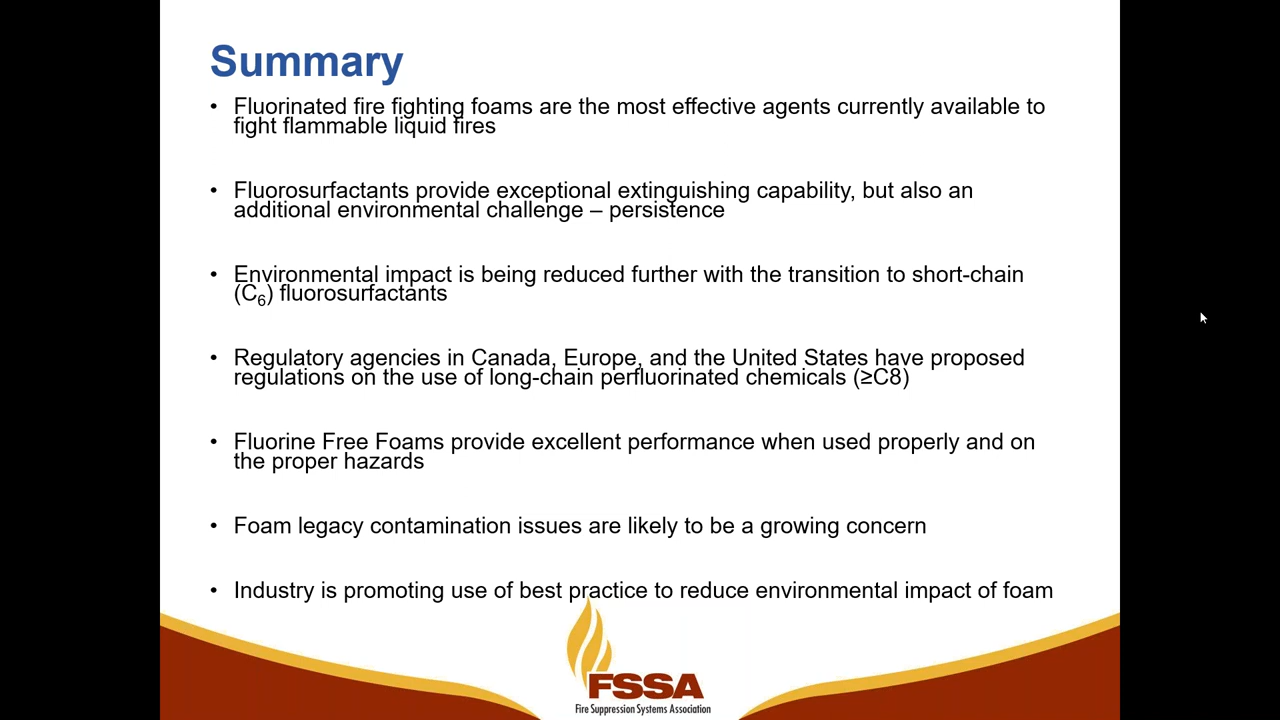 Summary
• Fluorinated fire fighting foams are the most effective agents currently available to
fight flammable liquid fires
• Fluorosurfactants provide exceptional extinguishing capability, but also an
additional environmental challenge – persistence
• Environmental impact is being reduced further with the transition to short-chain
(C₆) fluorosurfactants
• Regulatory agencies in Canada, Europe, and the United States have proposed
regulations on the use of long-chain perfluorinated chemicals (≥C8)
• Fluorine Free Foams provide excellent performance when used properly and on
the proper hazards
• Foam legacy contamination issues are likely to be a growing concern
• Industry is promoting use of best practice to reduce environmental impact of foam
FSSA
Fire Suppression Systems Association